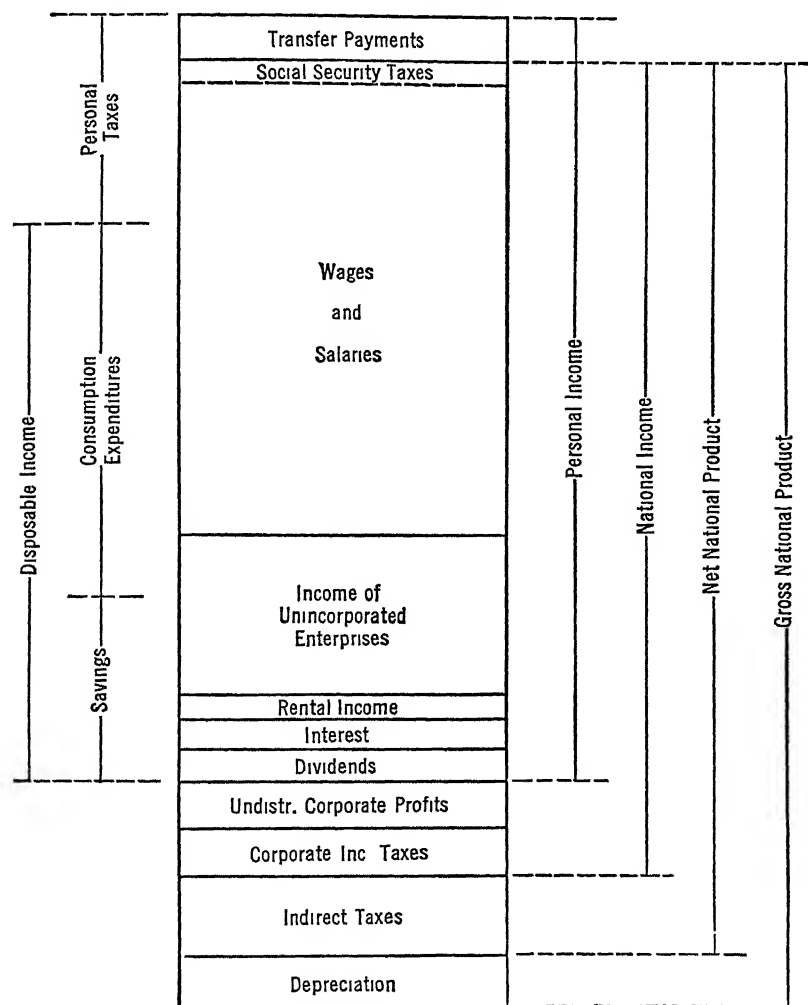 Transfer Payments
Social Security Taxes
Wages
and
Salaries
Income of
Unincorporated
Enterprises
Rental Income
Interest
Dividends
Undistr. Corporate Profits
Corporate Inc Taxes
Indirect Taxes
Depreciation
Personal
Taxes
Consumption
Expenditures
Savings
Disposable Income
Personal Income
National Income
Net National Product
Gross National Product